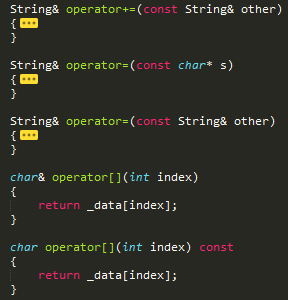 String& operator+=(const String& other)
{...
}
String& operator=(const char* s)
{...
}
String& operator=(const String& other)
{...
}
char& operator[](int index)
{
return _data[index];
}
char operator[](int index) const
{
return _data[index];
}